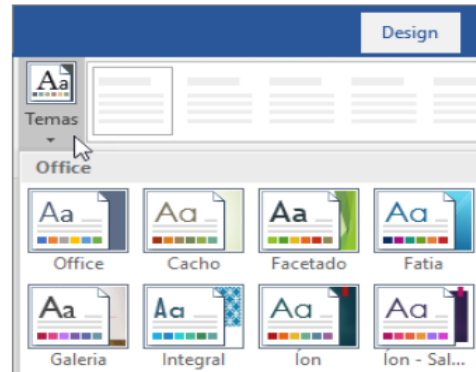 Design
Aa
Temas
Office
Aa Aa Aa Aa
Office Cacho Facetado Fatia
Aa Aa Aa Aa
Galeria Integral Íon Íon - Sal...